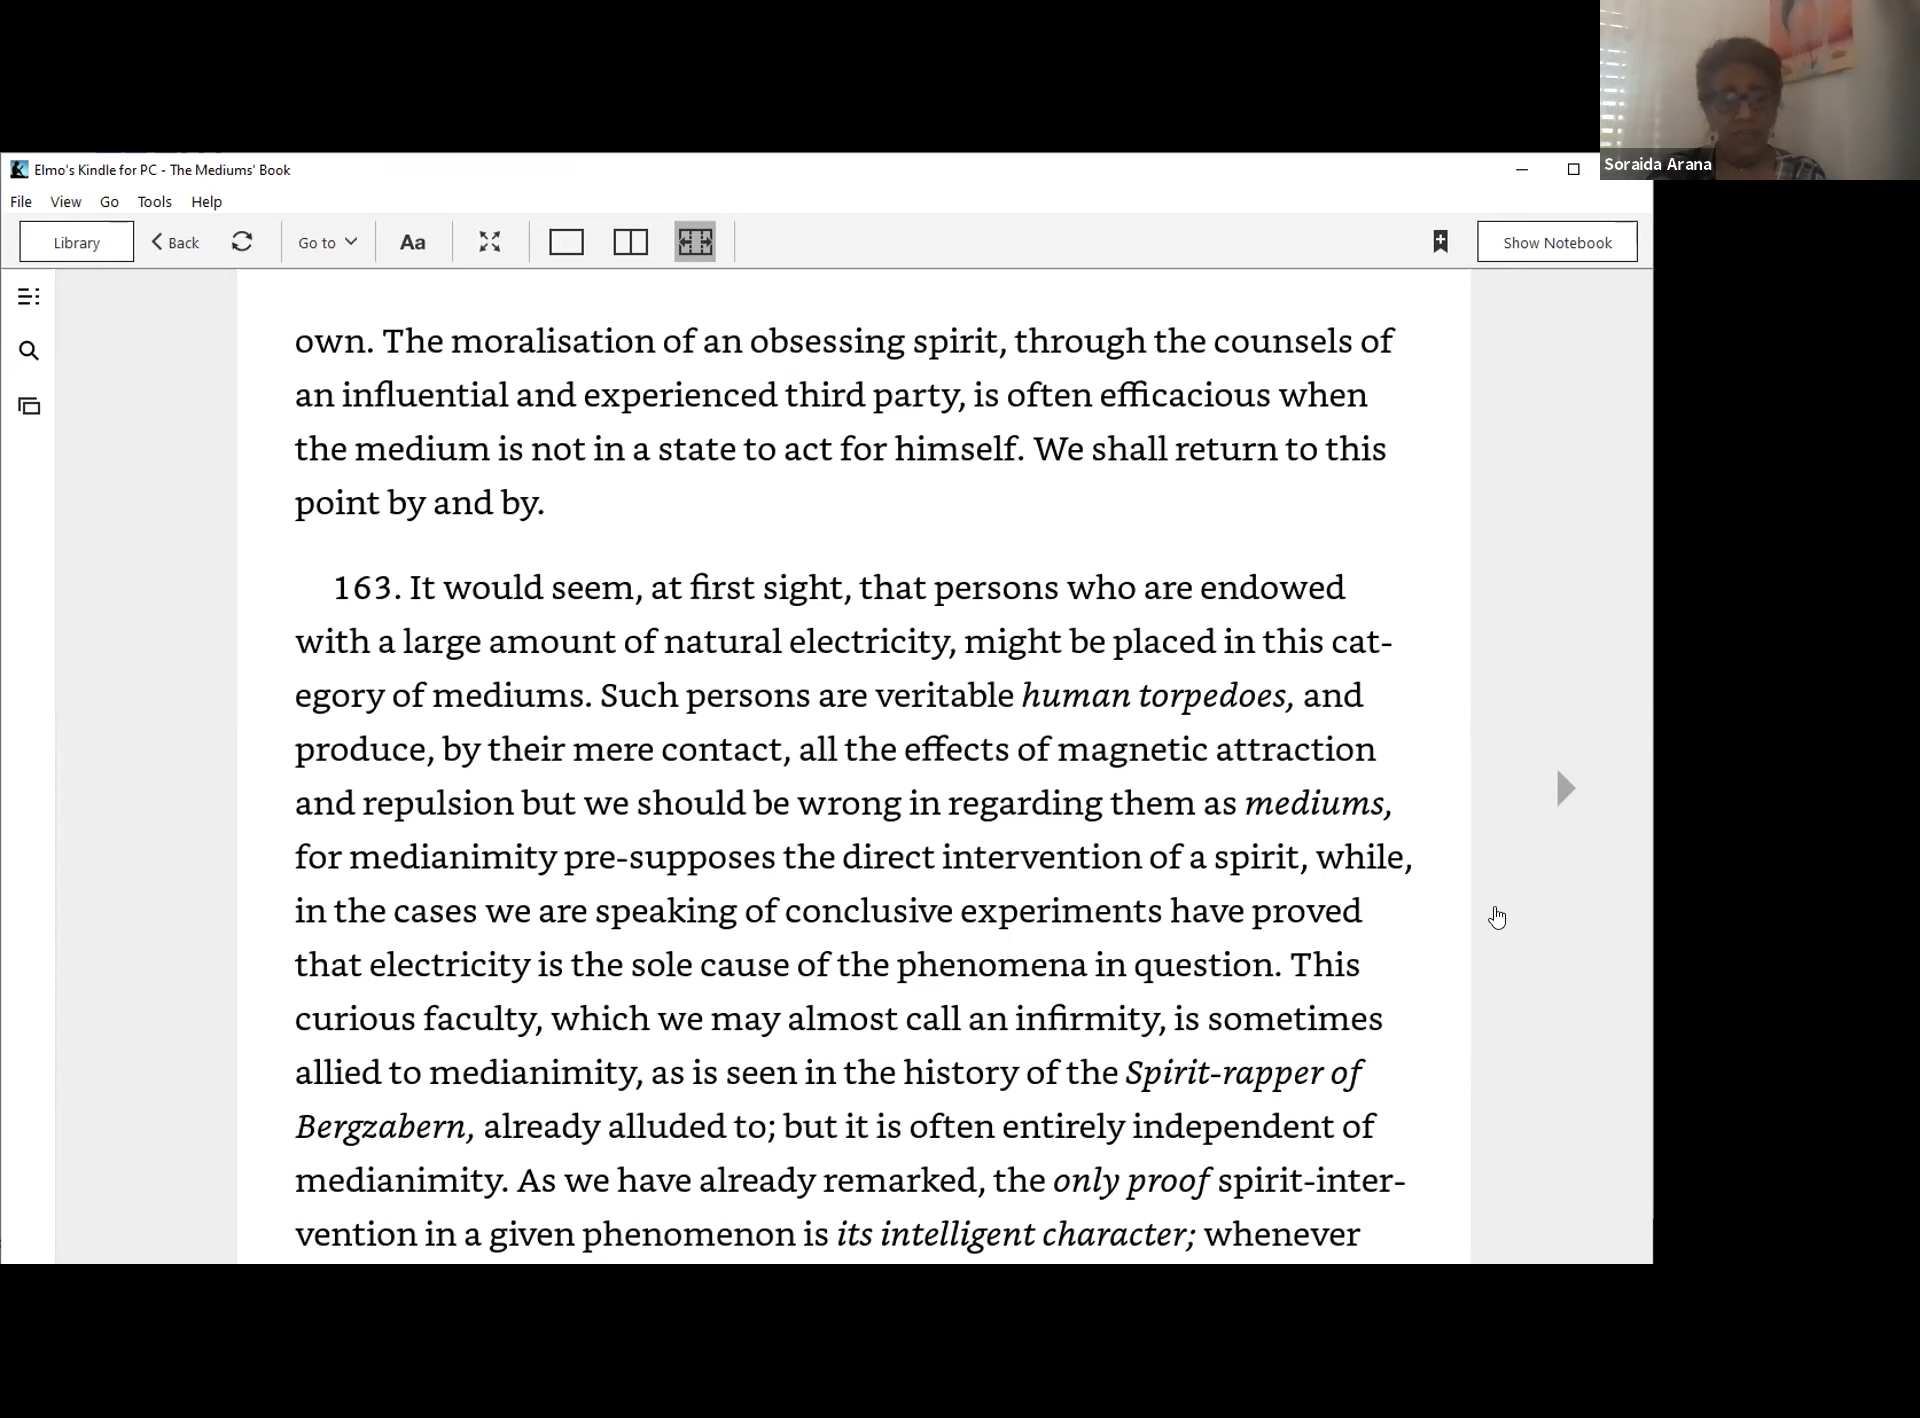 Soraida Arana
Elmo's Kindle for PC - The Mediums' Book
File View Go Tools Help
Library Back Go to Aa Show Notebook
own. The moralisation of an obsessing spirit, through the counsels of
an influential and experienced third party, is often efficacious when
the medium is not in a state to act for himself. We shall return to this
point by and by.
163. It would seem, at first sight, that persons who are endowed
with a large amount of natural electricity, might be placed in this cat-
egory of mediums. Such persons are veritable human torpedoes, and
produce, by their mere contact, all the effects of magnetic attraction
and repulsion but we should be wrong in regarding them as mediums,
for medianimity pre-supposes the direct intervention of a spirit, while,
in the cases we are speaking of conclusive experiments have proved
that electricity is the sole cause of the phenomena in question. This
curious faculty, which we may almost call an infirmity, is sometimes
allied to medianimity, as is seen in the history of the Spirit-rapper of
Bergzabern, already alluded to; but it is often entirely independent of
medianimity. As we have already remarked, the only proof spirit-inter-
vention in a given phenomenon is its intelligent character; whenever